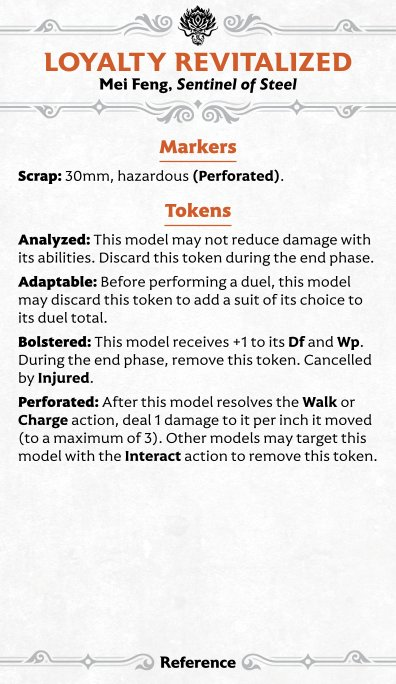 LOYALTY REVITALIZED
Mei Feng, Sentinel of Steel
Markers
Scrap: 30mm, hazardous (Perforated).
Tokens
Analyzed: This model may not reduce damage with
its abilities. Discard this token during the end phase.
Adaptable: Before performing a duel, this model
may discard this token to add a suit of its choice to
its duel total.
Bolstered: This model receives +1 to its Df and Wp.
During the end phase, remove this token. Cancelled
by Injured.
Perforated: After this model resolves the Walk or
Charge action, deal 1 damage to it per inch it moved
(to a maximum of 3). Other models may target this
model with the Interact action to remove this token.
Reference